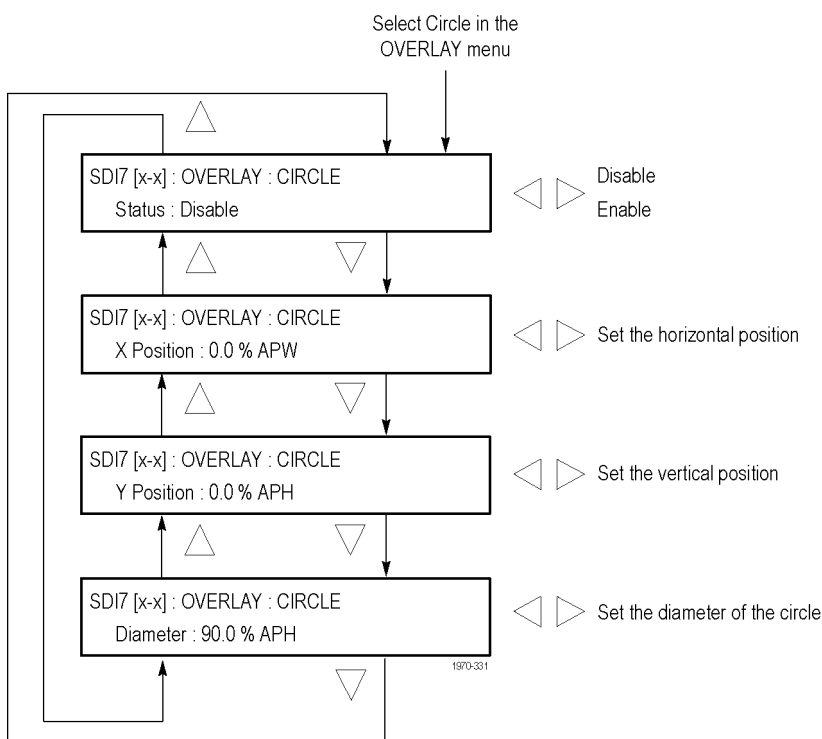 Select Circle in the
OVERLAY menu
SDI7 [x-x] : OVERLAY : CIRCLE
Status : Disable
Disable
Enable
SDI7 [x-x] : OVERLAY : CIRCLE
X Position : 0.0 % APW
Set the horizontal position
SDI7 [x-x] : OVERLAY : CIRCLE
Y Position : 0.0 % APH
Set the vertical position
SDI7 [x-x] : OVERLAY : CIRCLE
Diameter : 90.0 % APH
Set the diameter of the circle
1970-331